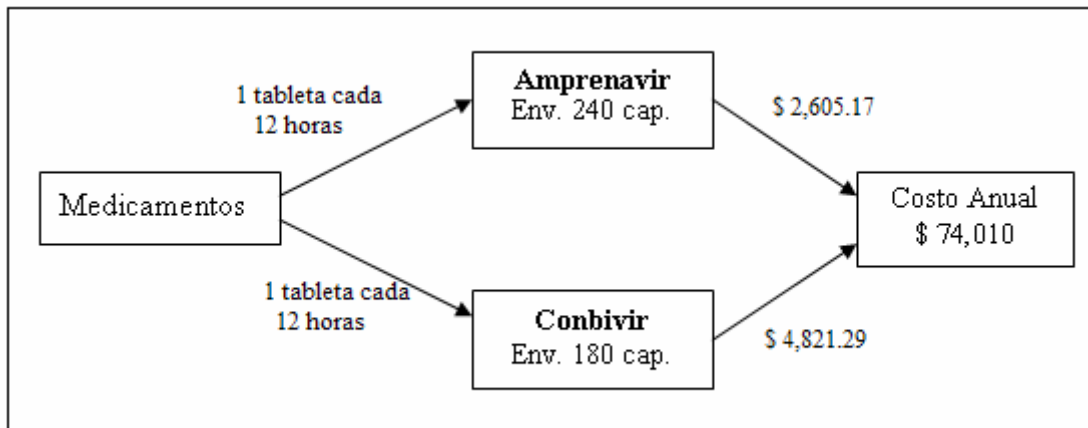 Medicamentos
1 tableta cada
12 horas
Amprenavir
Env. 240 cap.
$ 2,605.17
1 tableta cada
12 horas
Conbivir
Env. 180 cap.
$ 4,821.29
Costo Anual
$ 74,010